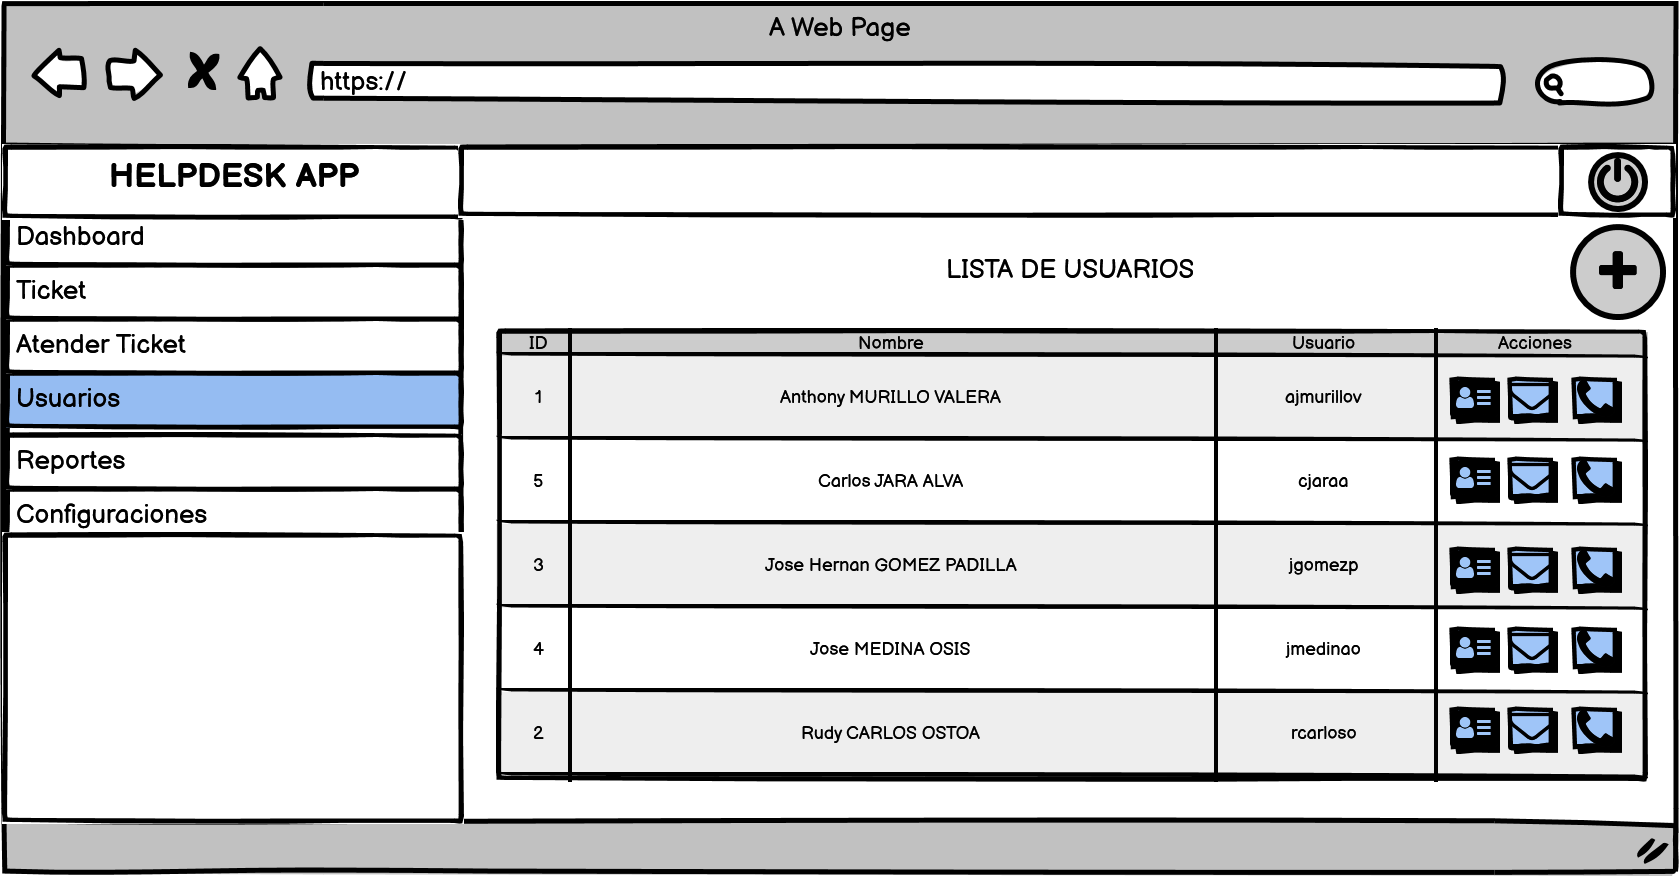 A Web Page
https://
HELPDESK APP
Dashboard
Ticket
Atender Ticket
Usuarios
Reportes
Configuraciones
LISTA DE USUARIOS
ID Nombre Usuario Acciones
1 Anthony MURILLO VALERA ajmurillov
5 Carlos JARA ALVA cjaraa
3 Jose Hernan GOMEZ PADILLA jgomezp
4 Jose MEDINA OSIS jmedinao
2 Rudy CARLOS OSTOA rcarloso